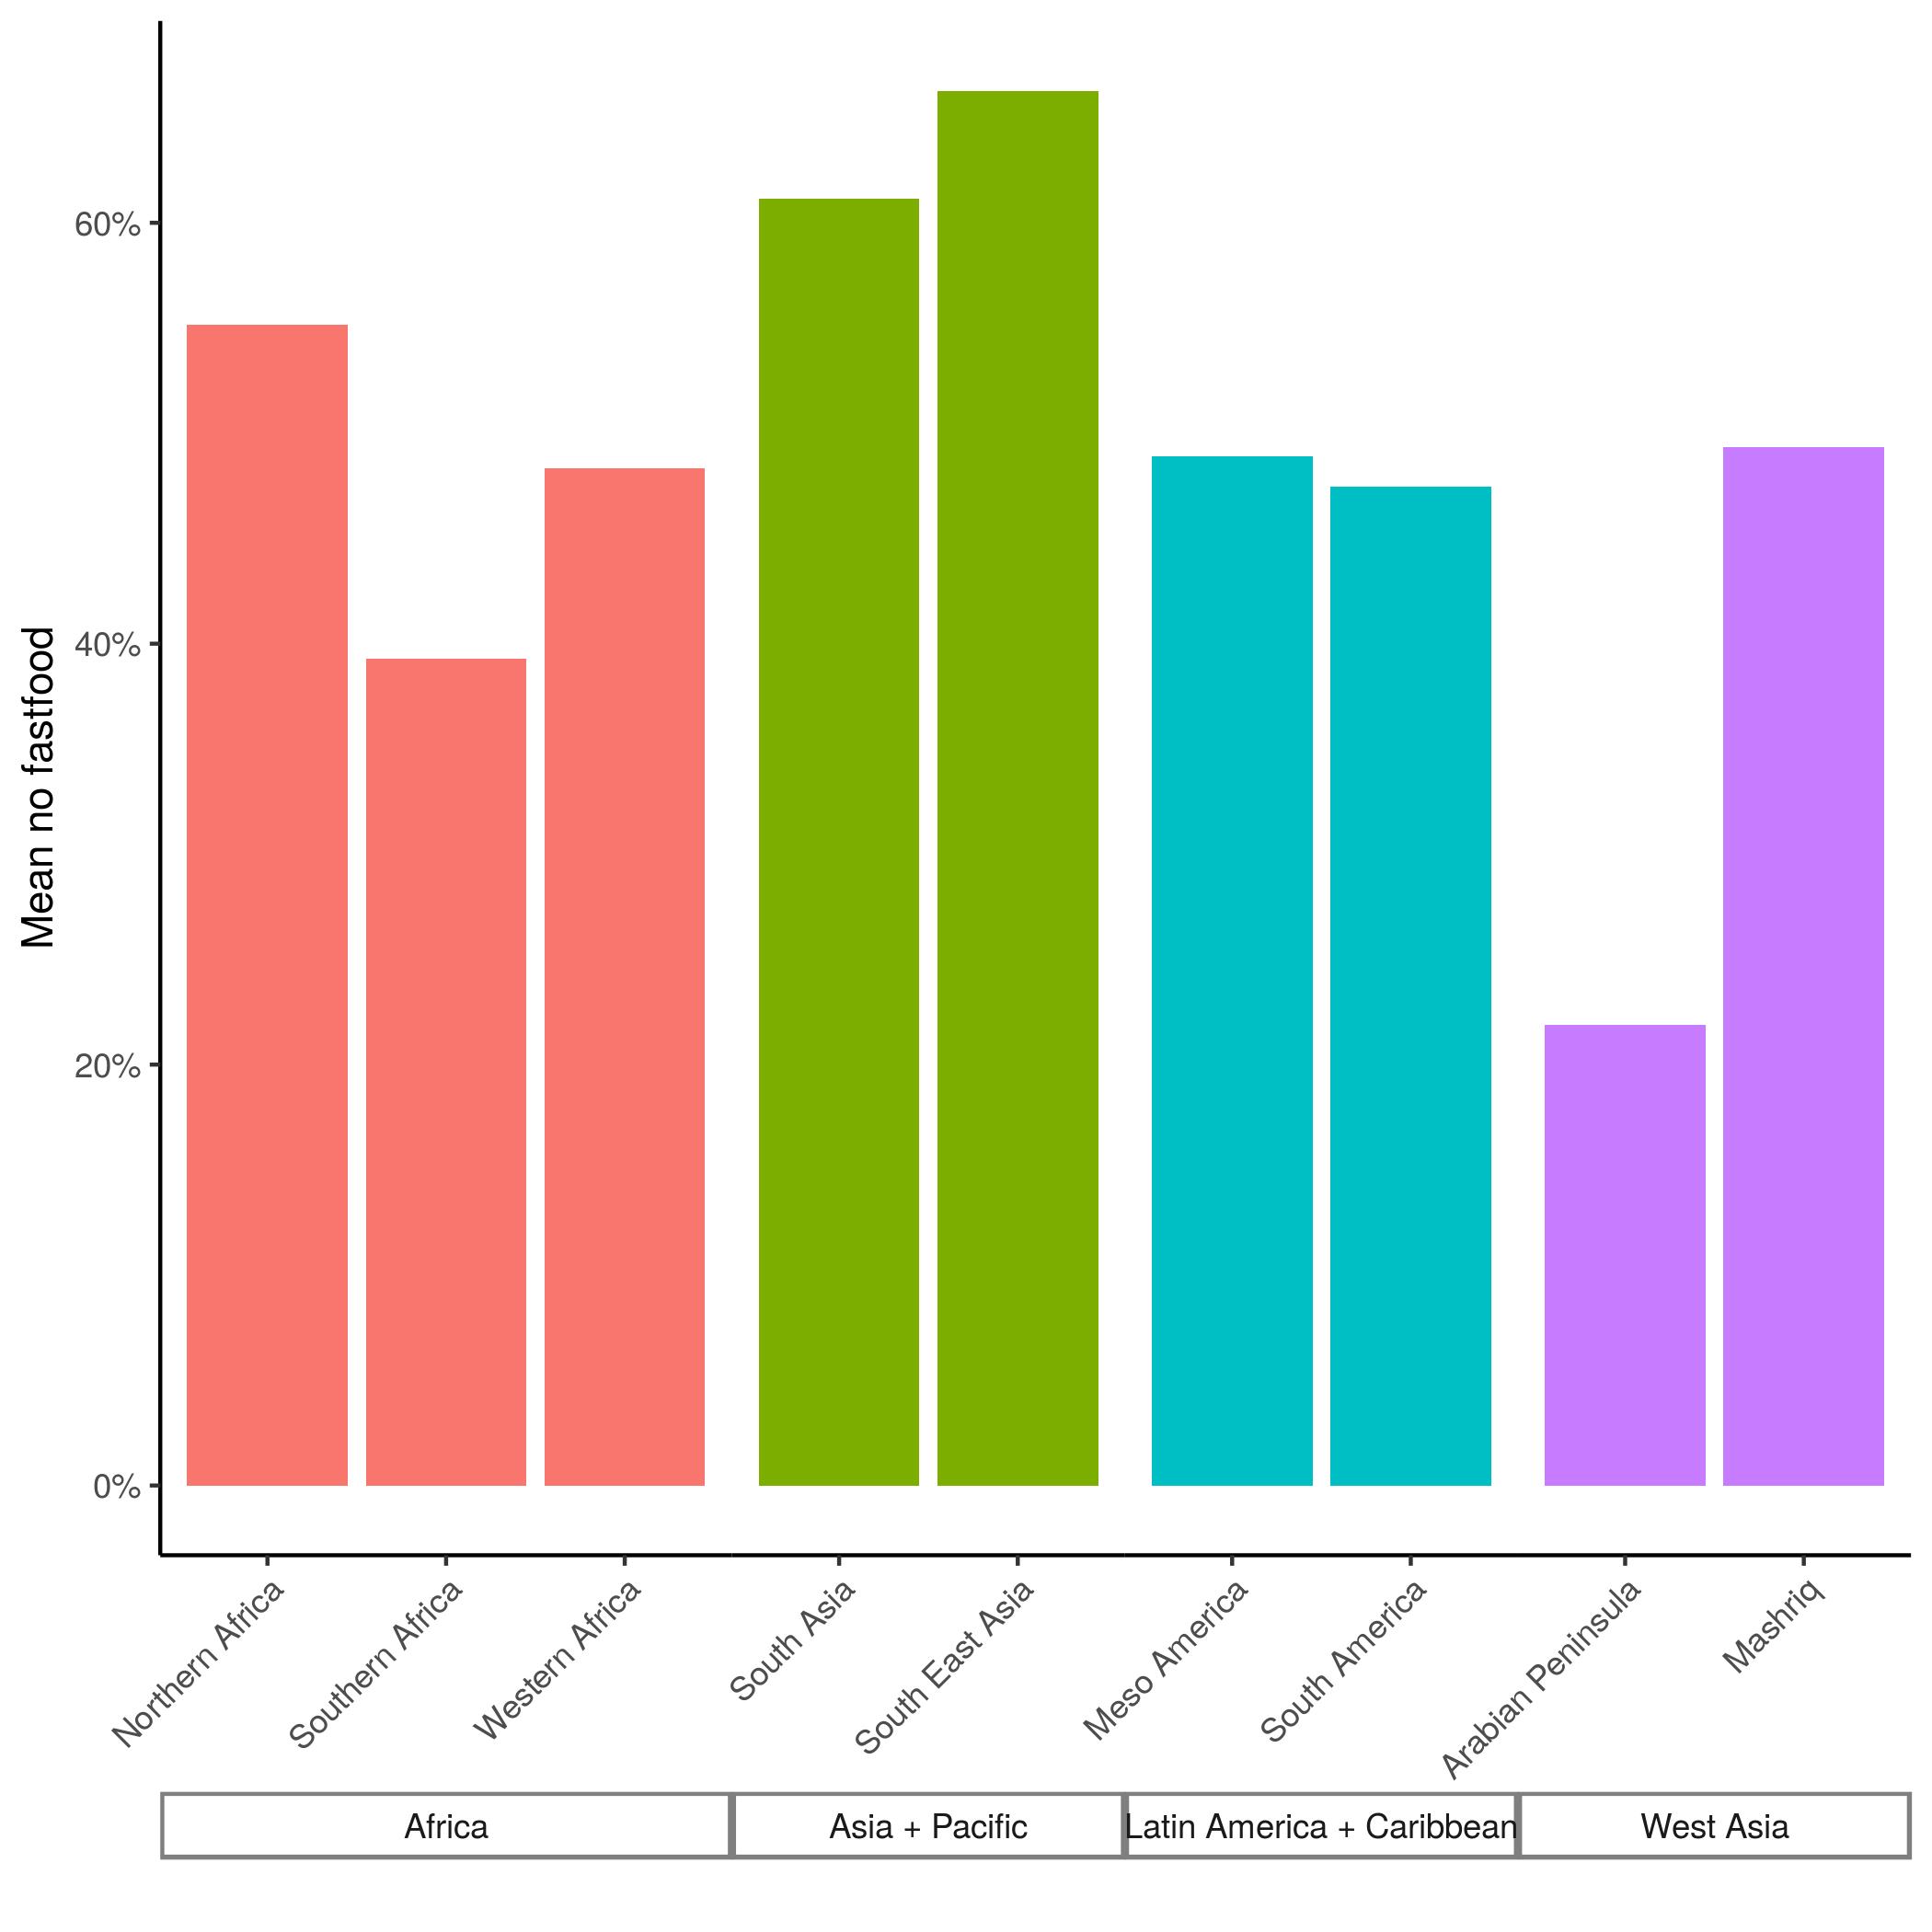 Mean no fastfood
60%
40%
20%
0%
Northern Africa
Southern Africa
Western Africa
South Asia
South East Asia
Meso America
South America
Arabian Peninsula
Mashriq
Africa
Asia + Pacific
Latin America + Caribbean
West Asia